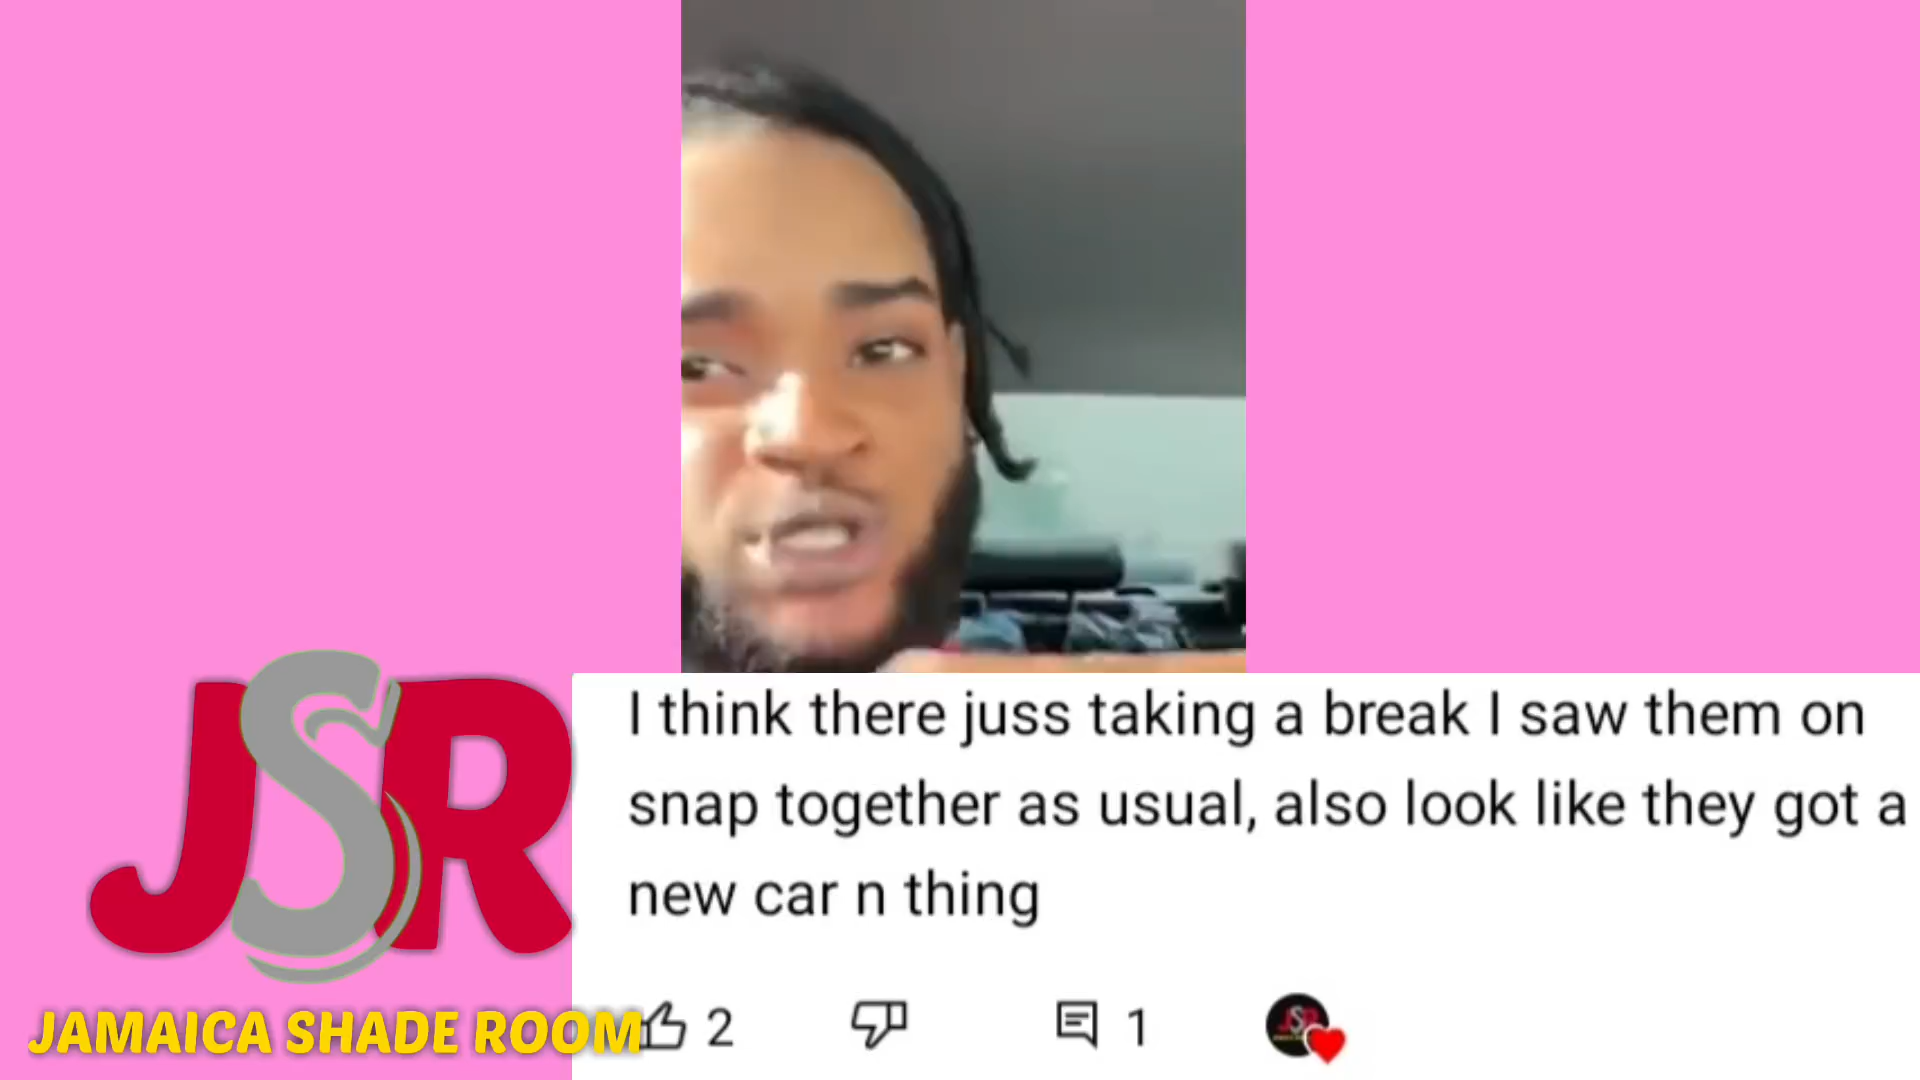 I think there juss taking a break I saw them on
snap together as usual, also look like they got a
new car n thing
JSR
JAMAICA SHADE ROOM
2
1
JSR